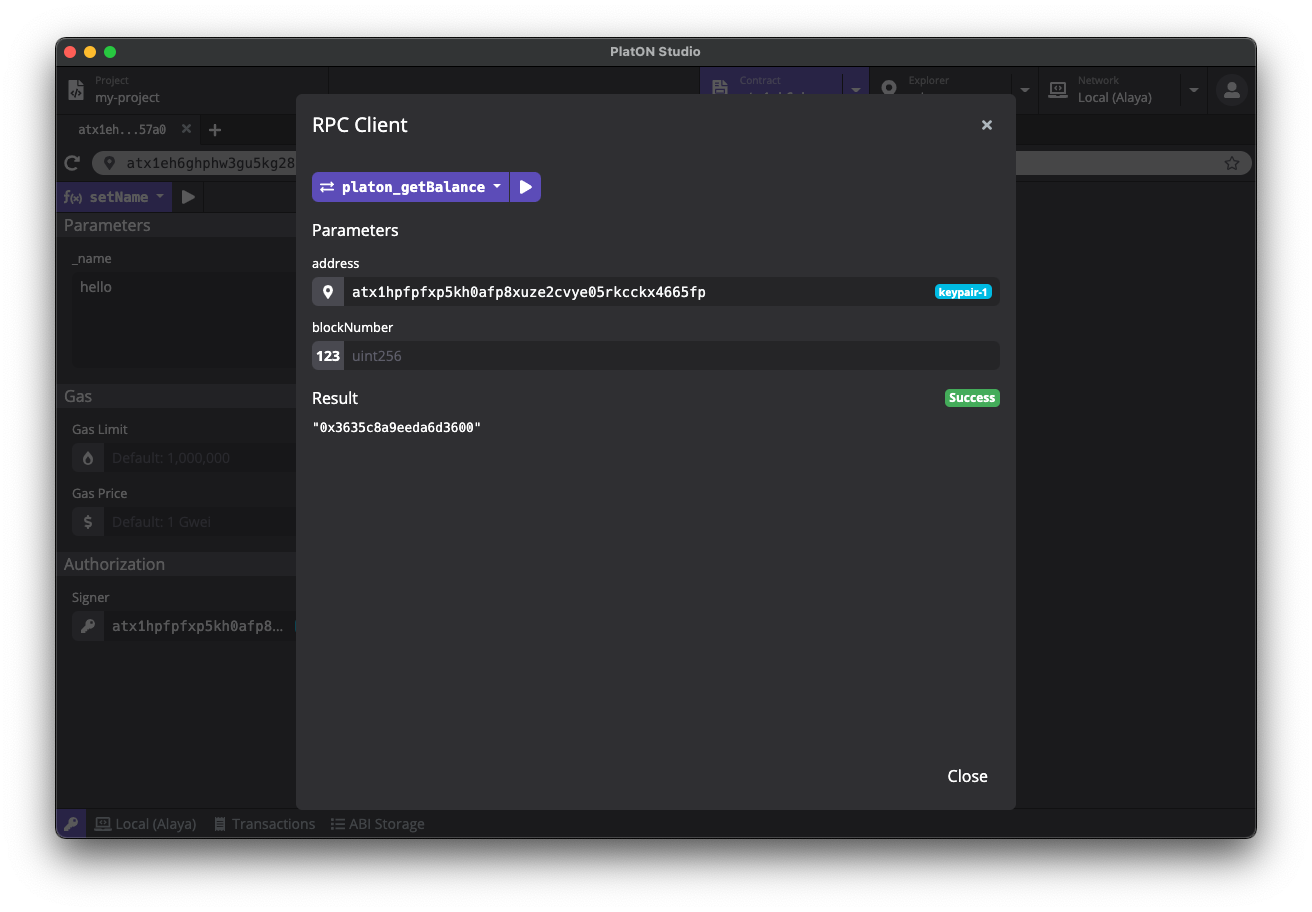 PlatON Studio
Project
my-project
Contract
Explorer
Network
Local (Alaya)
atx1eh...57a0
atx1eh6ghphw3gu5kg28
f(x) setName
Parameters
_name
hello
Gas
Gas Limit
Default: 1,000,000
Gas Price
Default: 1 Gwei
Authorization
Signer
atx1hpfpfxp5kh0afp8...
RPC Client
platon_getBalance
Parameters
address
atx1hpfpfxp5kh0afp8xuze2cvye05rkcckx4665fp keypair-1
blockNumber
123 uint256
Result Success
"0x3635c8a9eeda6d3600"
Close
Local (Alaya) Transactions ABI Storage